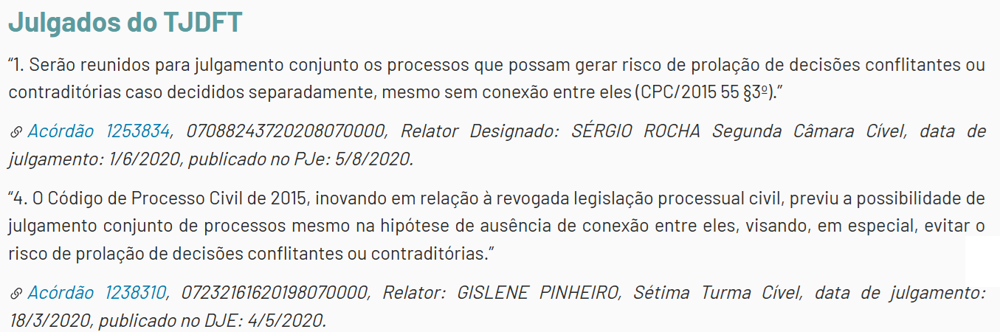 Julgados do TJDFT
“1. Serão reunidos para julgamento conjunto os processos que possam gerar risco de prolação de decisões conflitantes ou
contraditórias caso decididos separadamente, mesmo sem conexão entre eles (CPC/2015 55 §3º).”
Acórdão 1253834, 07088243720208070000, Relator Designado: SÉRGIO ROCHA Segunda Câmara Cível, data de
julgamento: 1/6/2020, publicado no PJe: 5/8/2020.
“4. O Código de Processo Civil de 2015, inovando em relação à revogada legislação processual civil, previu a possibilidade de
julgamento conjunto de processos mesmo na hipótese de ausência de conexão entre eles, visando, em especial, evitar o
risco de prolação de decisões conflitantes ou contraditórias.”
Acórdão 1238310, 07232161620198070000, Relator: GISLENE PINHEIRO, Sétima Turma Cível, data de julgamento:
18/3/2020, publicado no DJE: 4/5/2020.